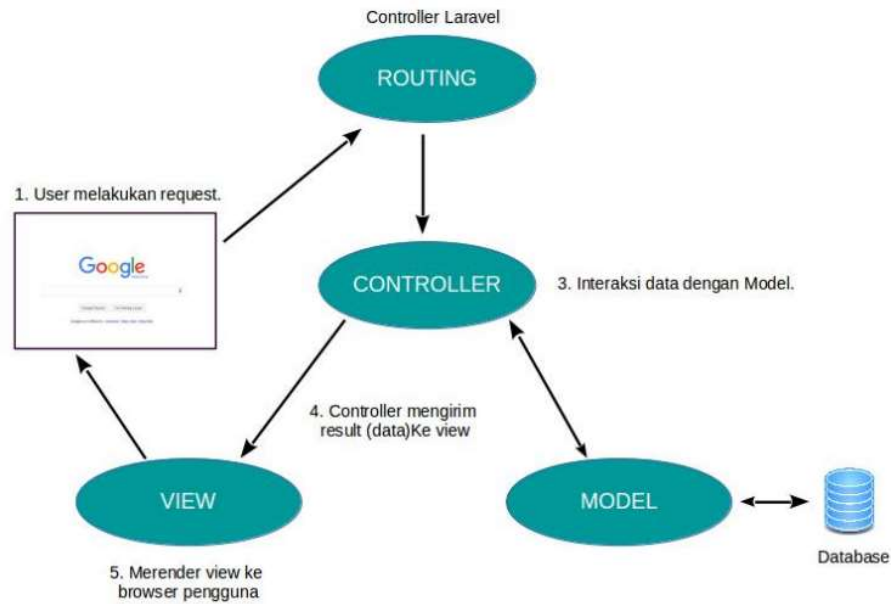 Controller Laravel
ROUTING
1. User melakukan request.
Google
CONTROLLER
3. Interaksi data dengan Model.
4. Controller mengirim
result (data)Ke view
VIEW
MODEL
Database
5. Merender view ke
browser pengguna